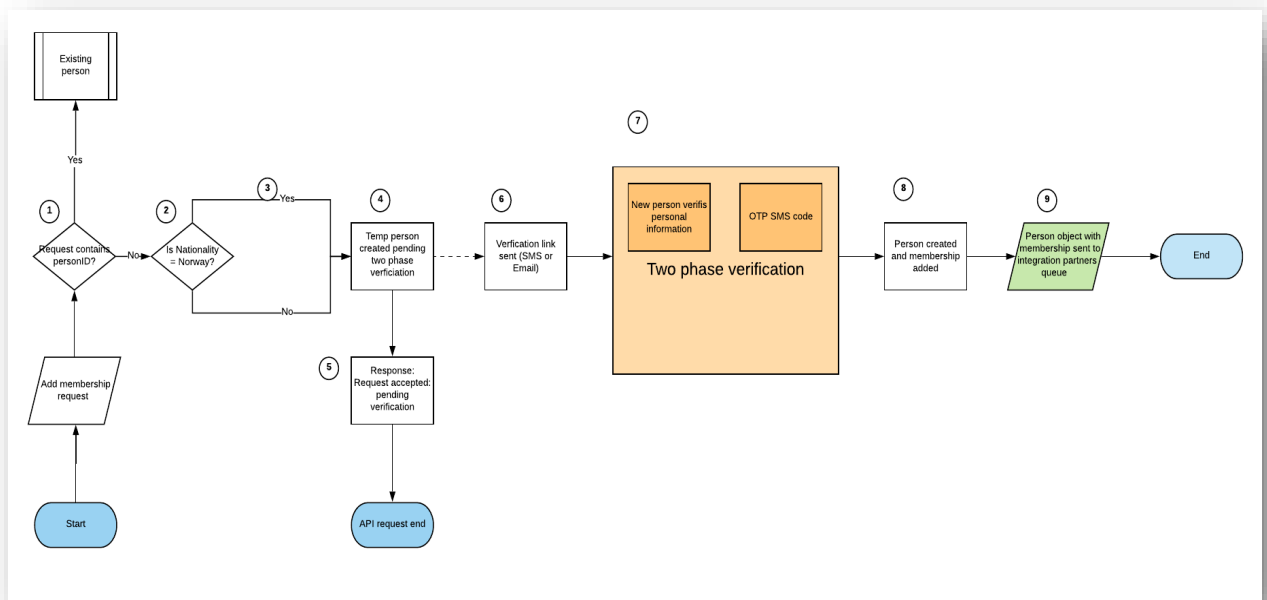 Existing
person
Yes
1
Request contains
personID?
No
2
Is Nationality
= Norway?
3
Yes
No
4
Temp person
created pending
two phase
verficiation
5
Response:
Request accepted:
pending
verification
API request end
6
Verfication link
sent (SMS or
Email)
7
New person verifis
personal
information
OTP SMS code
Two phase verification
8
Person created
and membership
added
9
Person object with
membership sent to
integration partners
queue
End
Add membership
request
Start